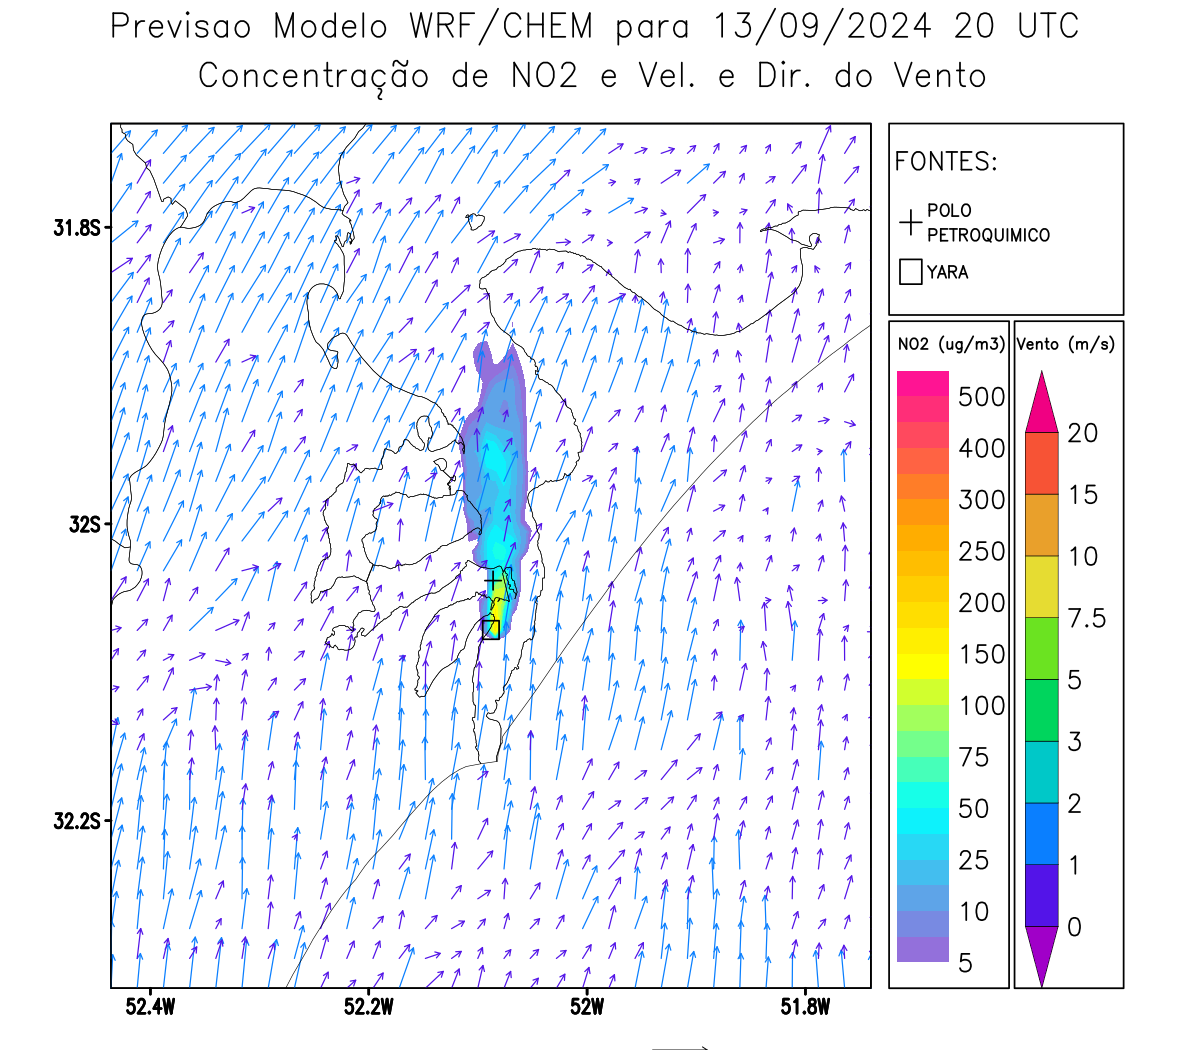 Previsao Modelo WRF/CHEM para 13/09/2024 20 UTC
Concentração de NO2 e Vel. e Dir. do Vento
FONTES:
POLO
PETROQUIMICO
YARA
NO2 (ug/m3)
500
400
300
250
200
150
100
75
50
25
10
5
Vento (m/s)
20
15
10
7.5
5
3
2
1
0
31.8S
32S
32.2S
52.4W
52.2W
52W
51.8W